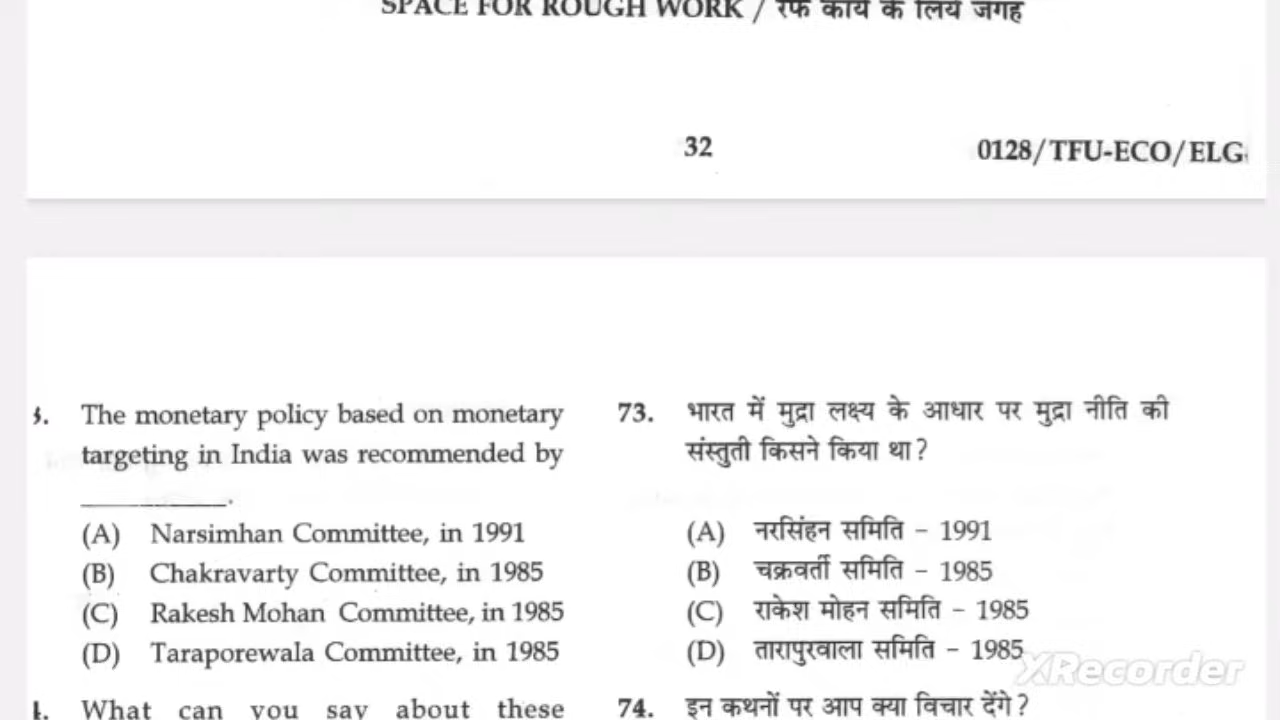 SPACE FOR ROUGH WORK / रफ कार्य के लिये जगह
32
0128/TFU-ECO/ELG
3. The monetary policy based on monetary
targeting in India was recommended by
____________.
(A) Narsimhan Committee, in 1991
(B) Chakravarty Committee, in 1985
(C) Rakesh Mohan Committee, in 1985
(D) Taraporewala Committee, in 1985
What can you say about these
73. भारत में मुद्रा लक्ष्य के आधार पर मुद्रा नीति की
संस्तुती किसने किया था?
(A) नरसिंहन समिति – 1991
(B) चक्रवर्ती समिति – 1985
(C) राकेश मोहन समिति – 1985
(D) तारापुरवाला समिति – 1985
74. इन कथनों पर आप क्या विचार देंगे?
XRecorder